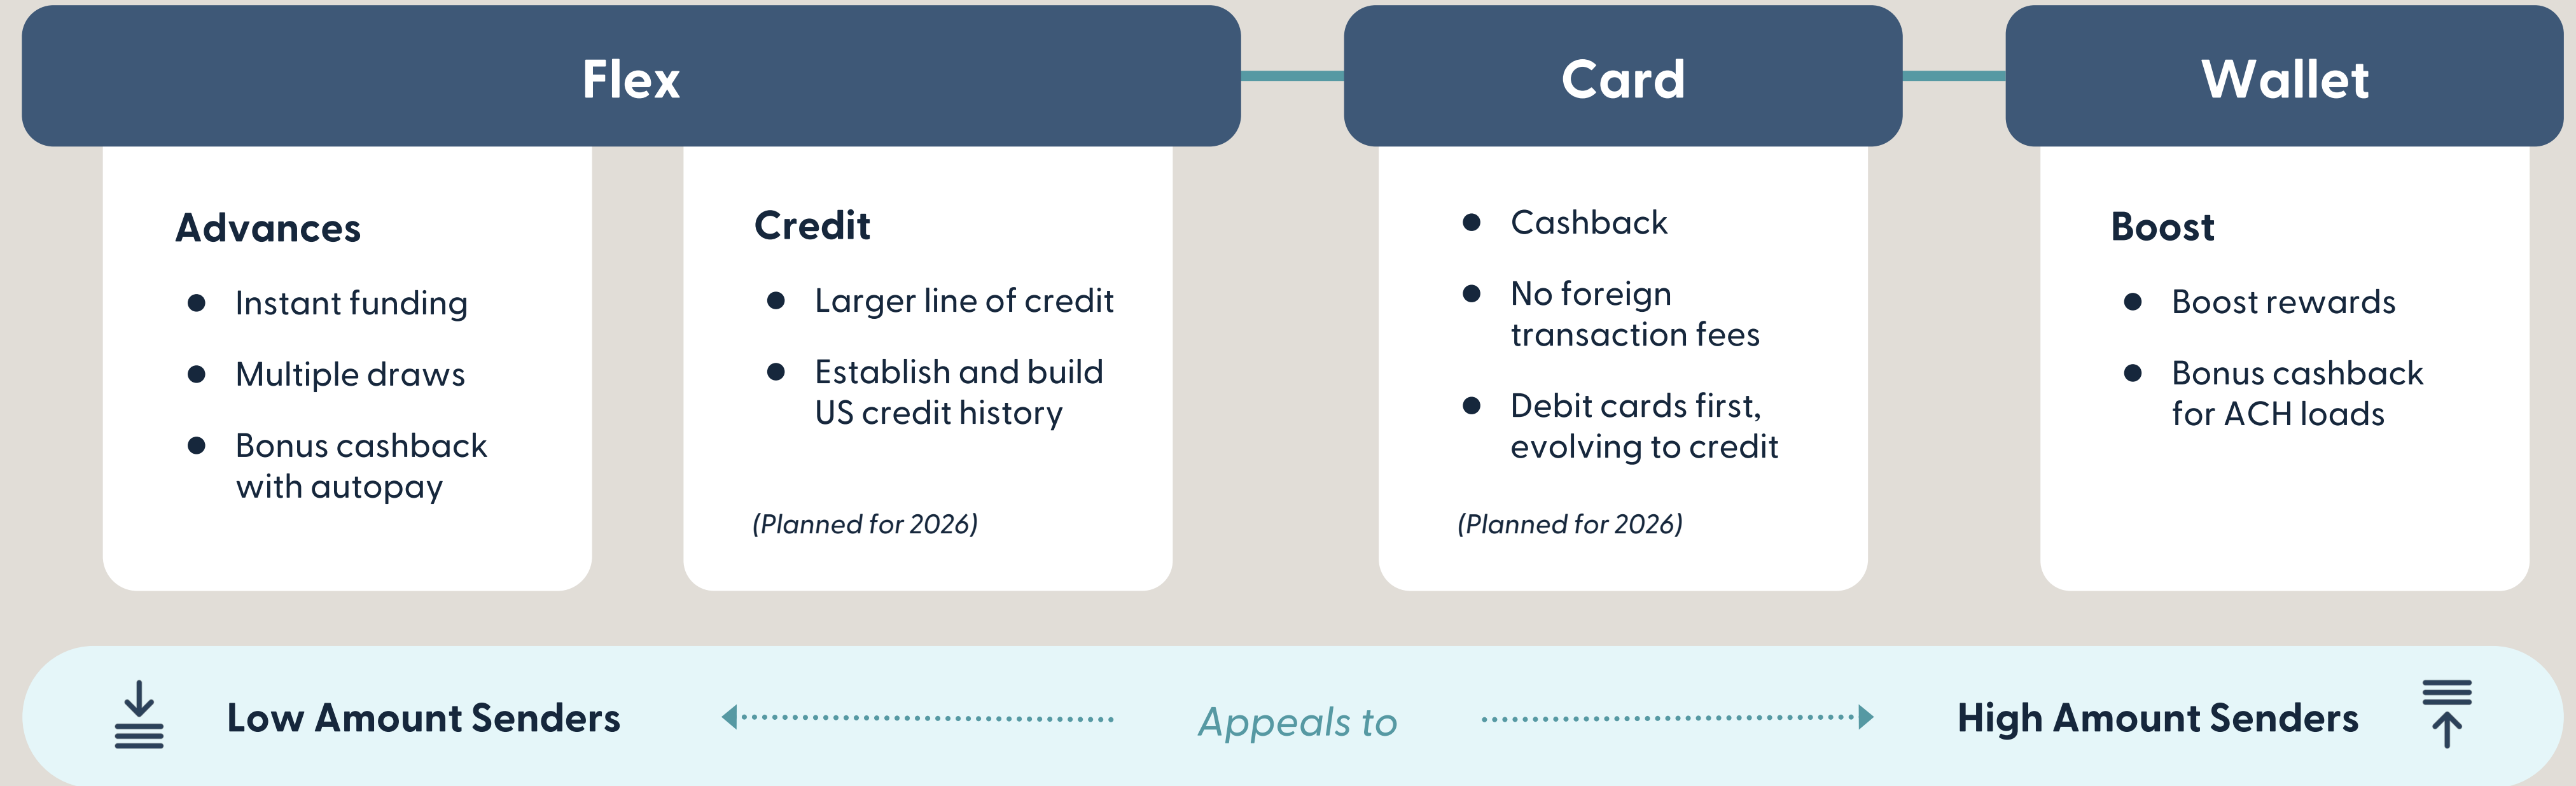 Flex
Advances
Instant funding
Multiple draws
Bonus cashback
with autopay
Credit
Larger line of credit
Establish and build
US credit history
(Planned for 2026)
Card
Cashback
No foreign
transaction fees
Debit cards first,
evolving to credit
(Planned for 2026)
Wallet
Boost
Boost rewards
Bonus cashback
for ACH loads
Low Amount Senders
Appeals to
High Amount Senders